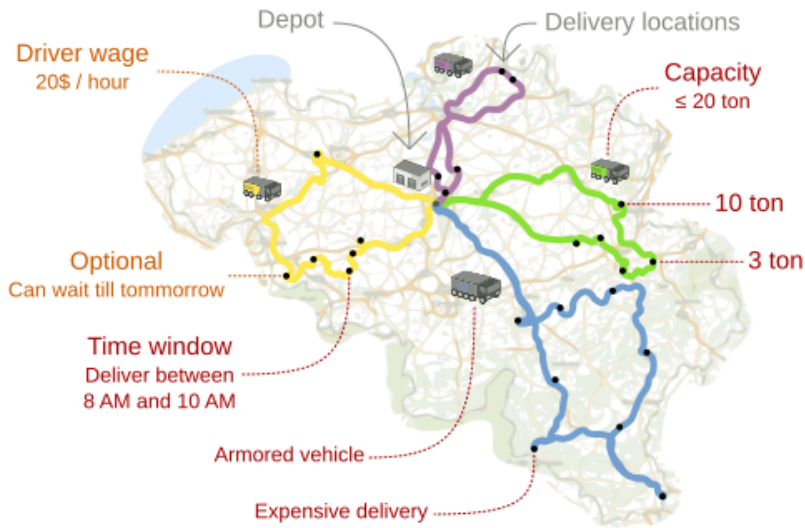 Depot
Delivery locations
Driver wage
20$ / hour
Capacity
≤ 20 ton
10 ton
3 ton
Optional
Can wait till tommorrow
Time window
Deliver between
8 AM and 10 AM
Armored vehicle
Expensive delivery